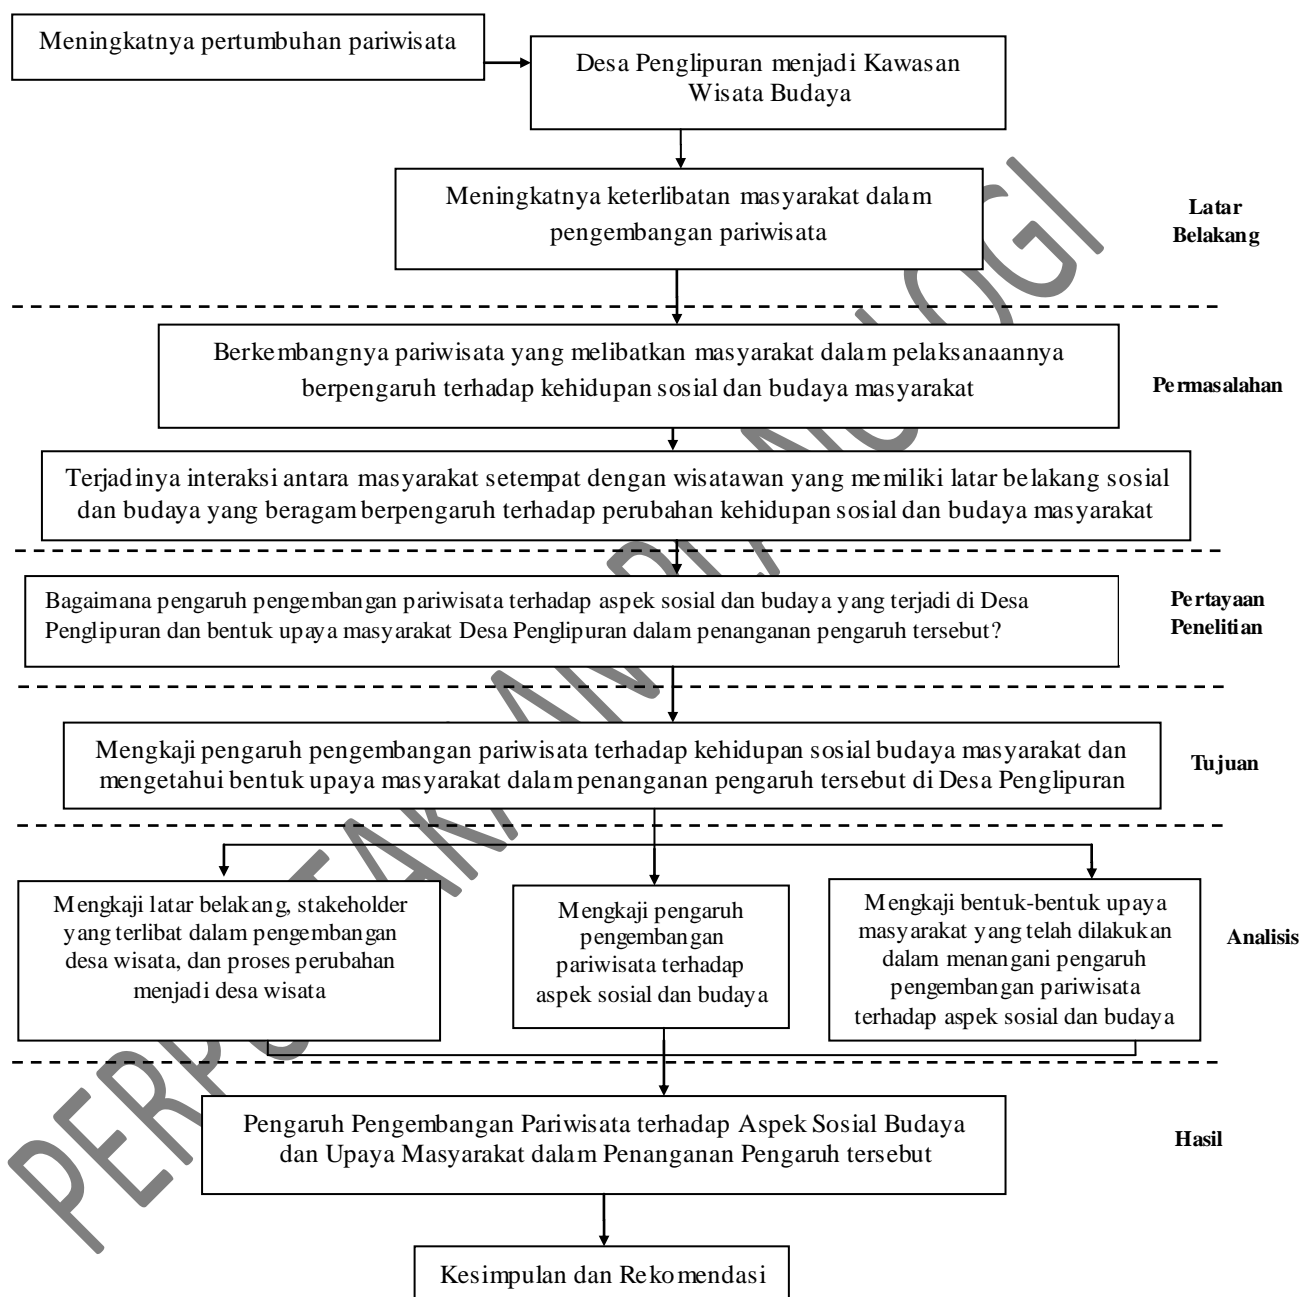 Meningkatnya pertumbuhan pariwisata
Desa Penglipuran menjadi Kawasan
Wisata Budaya
Meningkatnya keterlibatan masyarakat dalam
pengembangan pariwisata
Latar
Belakang
Berkembangnya pariwisata yang melibatkan masyarakat dalam pelaksanaannya
berpengaruh terhadap kehidupan sosial dan budaya masyarakat
Permasalahan
Terjadinya interaksi antara masyarakat setempat dengan wisatawan yang memiliki latar belakang sosial
dan budaya yang beragam berpengaruh terhadap perubahan kehidupan sosial dan budaya masyarakat
Bagaimana pengaruh pengembangan pariwisata terhadap aspek sosial dan budaya yang terjadi di Desa
Penglipuran dan bentuk upaya masyarakat Desa Penglipuran dalam penanganan pengaruh tersebut?
Pertayaan
Penelitian
Mengkaji pengaruh pengembangan pariwisata terhadap kehidupan sosial budaya masyarakat dan
mengetahui bentuk upaya masyarakat dalam penanganan pengaruh tersebut di Desa Penglipuran
Tujuan
Mengkaji latar belakang, stakeholder
yang terlibat dalam pengembangan
desa wisata, dan proses perubahan
menjadi desa wisata
Mengkaji pengaruh
pengembangan
pariwisata terhadap
aspek sosial dan budaya
Mengkaji bentuk-bentuk upaya
masyarakat yang telah dilakukan
dalam menangani pengaruh
pengembangan pariwisata
terhadap aspek sosial dan budaya
Analisis
Pengaruh Pengembangan Pariwisata terhadap Aspek Sosial Budaya
dan Upaya Masyarakat dalam Penanganan Pengaruh tersebut
Hasil
Kesimpulan dan Rekomendasi